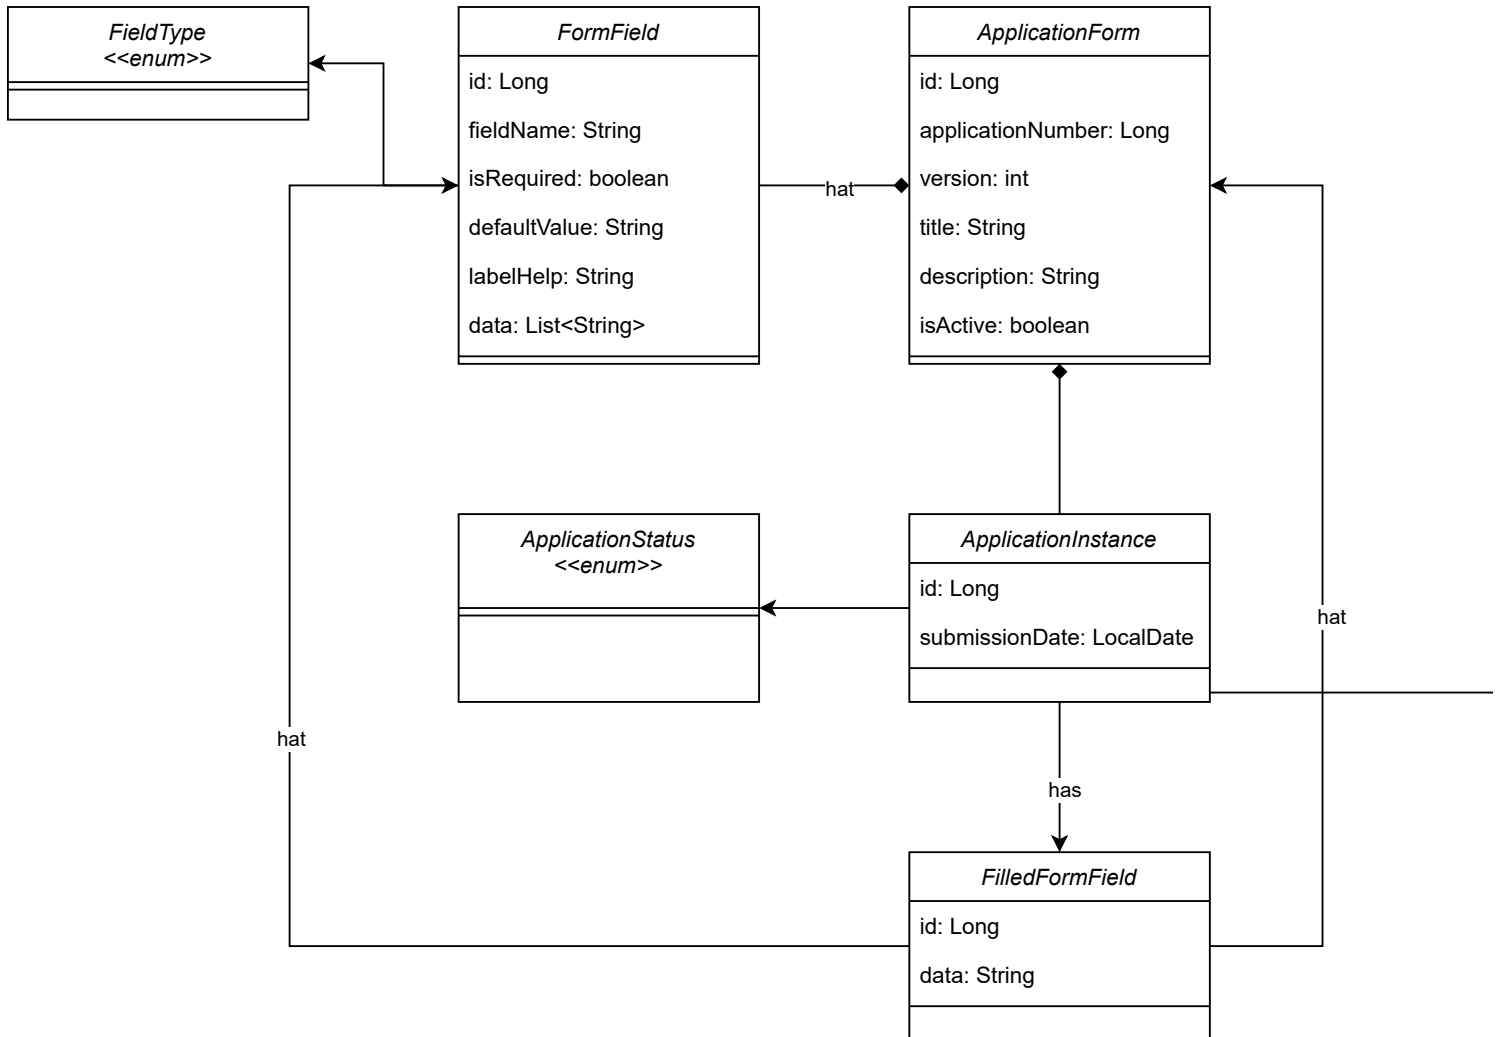 FieldType
<<enum>>
FormField
id: Long
fieldName: String
isRequired: boolean
defaultValue: String
labelHelp: String
data: List<String>
hat
ApplicationForm
id: Long
applicationNumber: Long
version: int
title: String
description: String
isActive: boolean
ApplicationStatus
<<enum>>
ApplicationInstance
id: Long
submissionDate: LocalDate
hat
hat
has
FilledFormField
id: Long
data: String